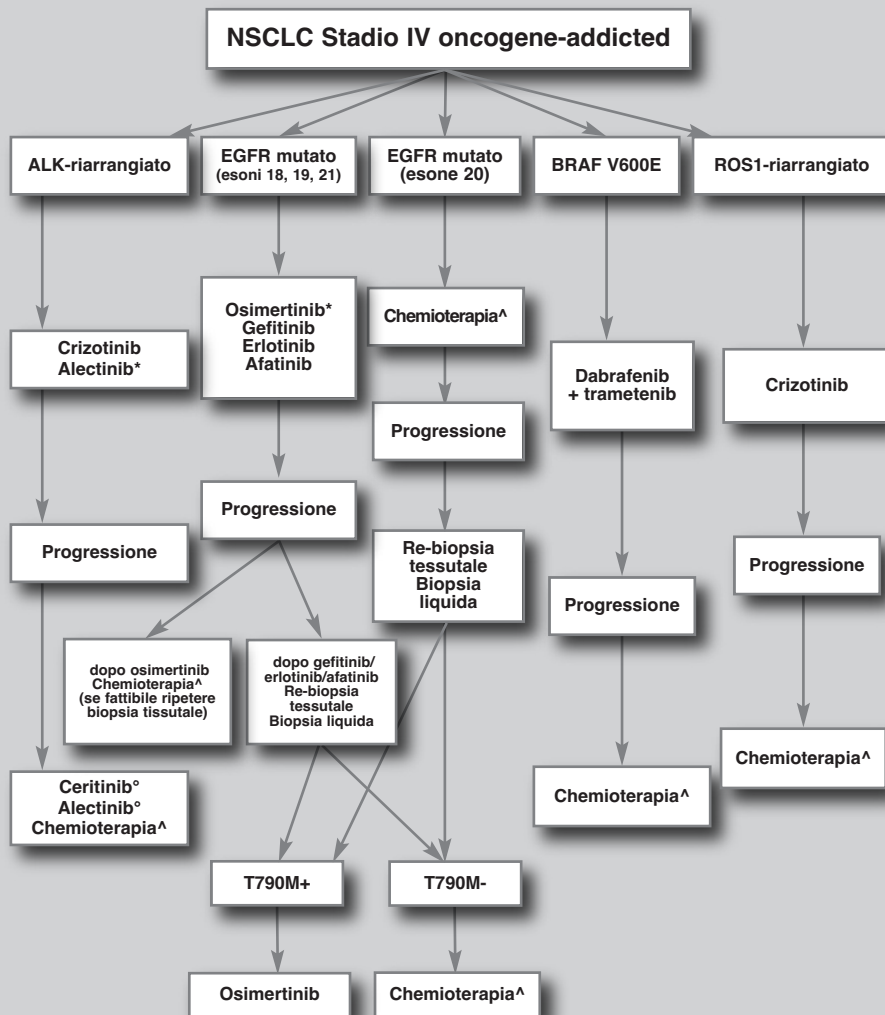 NSCLC Stadio IV oncogene-addicted
ALK-riarrangiato
EGFR mutato
(esoni 18, 19, 21)
EGFR mutato
(esone 20)
BRAF V600E
ROS1-riarrangiato
Osimertinib*
Gefitinib
Erlotinib
Afatinib
Chemioterapia^
Crizotinib
Alectinib*
Dabrafenib
+ trametenib
Crizotinib
Progressione
Progressione
Progressione
Re-biopsia
tessutale
Biopsia
liquida
Progressione
Progressione
dopo osimertinib
Chemioterapia^
(se fattibile ripetere
biopsia tissutale)
dopo gefitinib/
erlotinib/afatinib
Re-biopsia
tessutale
Biopsia liquida
Ceritinib°
Alectinib°
Chemioterapia^
Chemioterapia^
Chemioterapia^
T790M+
T790M-
Osimertinib
Chemioterapia^